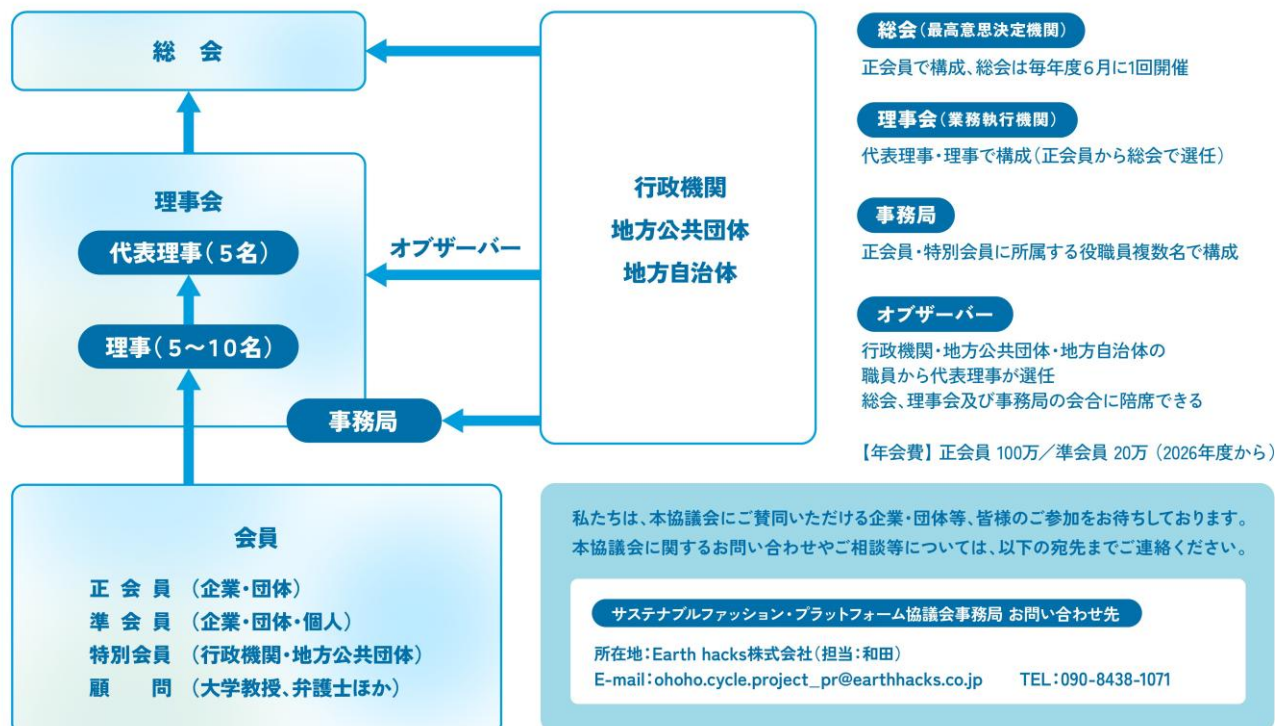 総 会
理事会
代表理事(5名)
理事(5～10名)
事務局
オブザーバー
行政機関
地方公共団体
地方自治体
会員
正 会 員 (企業・団体)
準 会 員 (企業・団体・個人)
特別会員 (行政機関・地方公共団体)
顧 問 (大学教授、弁護士ほか)
総会(最高意思決定機関)
正会員で構成、総会は毎年度6月に1回開催
理事会(業務執行機関)
代表理事・理事で構成(正会員から総会で選任)
事務局
正会員・特別会員に所属する役職員複数名で構成
オブザーバー
行政機関・地方公共団体・地方自治体の
職員から代表理事が選任
総会、理事会及び事務局の会合に陪席できる
【年会費】正会員 100万／準会員 20万 (2026年度から)
私たちは、本協議会にご賛同いただける企業・団体等、皆様のご参加をお待ちしております。
本協議会に関するお問い合わせやご相談等については、以下の宛先までご連絡ください。
サステナブルファッション・プラットフォーム協議会事務局 お問い合わせ先
所在地：Earth hacks株式会社(担当：和田)
E-mail：ohoho.cycle.project_pr@earthhacks.co.jp TEL：090-8438-1071